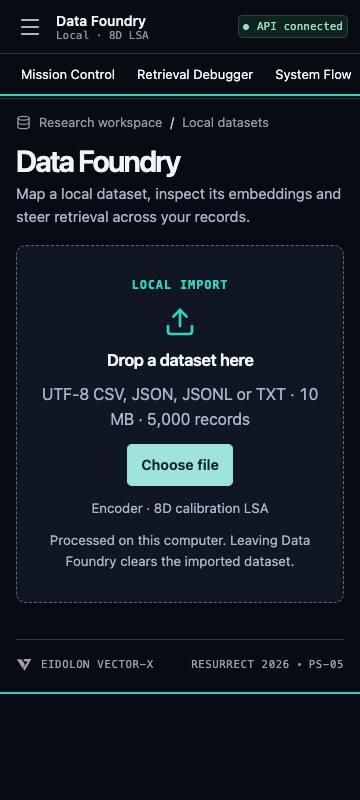 Data Foundry
Local · 8D LSA
API connected
Mission Control
Retrieval Debugger
System Flow
Research workspace / Local datasets
Data Foundry
Map a local dataset, inspect its embeddings and
steer retrieval across your records.
LOCAL IMPORT
Drop a dataset here
UTF-8 CSV, JSON, JSONL or TXT · 10
MB · 5,000 records
Choose file
Encoder · 8D calibration LSA
Processed on this computer. Leaving Data
Foundry clears the imported dataset.
EIDOLON VECTOR-X
RESURRECT 2026 • PS-05